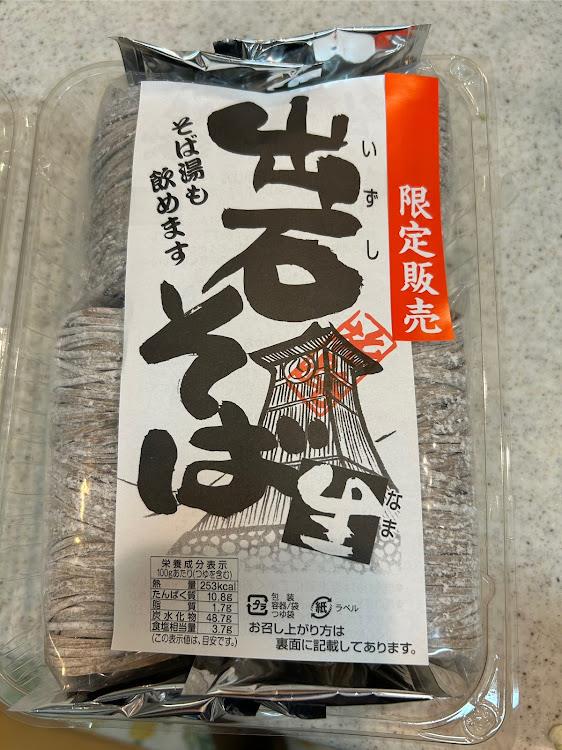 限定販売
いずし
出石そば
生
なま
そば湯も
飲めます
栄養成分表示
100gあたり(つゆを含む)
熱量 253kcal
たんぱく質 10.8g
脂質 1.7g
炭水化物 48.7g
食塩相当量 3.7g
(この表示値は、目安です。)
プラ
包装
容器/袋
つゆ袋
紙 ラベル
お召し上がり方は
裏面に記載してあります。